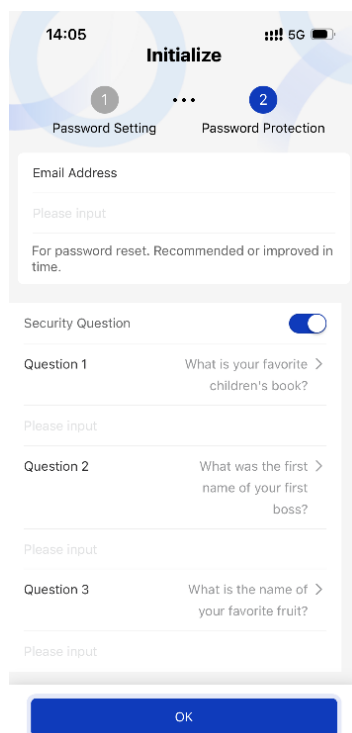 14:05
5G
Initialize
1 ••• 2
Password Setting
Password Protection
Email Address
Please input
For password reset. Recommended or improved in
time.
Security Question
Question 1
What is your favorite >
children's book?
Please input
Question 2
What was the first >
name of your first
boss?
Please input
Question 3
What is the name of >
your favorite fruit?
Please input
OK